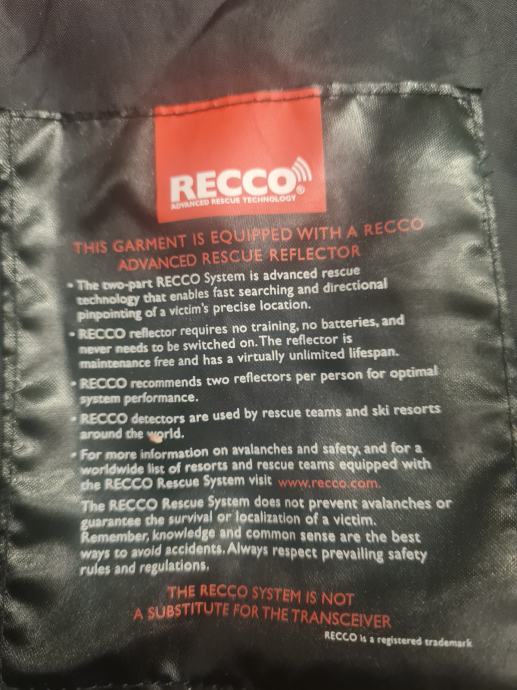 RECCO®
ADVANCED RESCUE TECHNOLOGY
THIS GARMENT IS EQUIPPED WITH A RECCO
ADVANCED RESCUE REFLECTOR
• The two-part RECCO System is advanced rescue
technology that enables fast searching and directional
pinpointing of a victim's precise location.
• RECCO reflector requires no training, no batteries, and
never needs to be switched on. The reflector is
maintenance free and has a virtually unlimited lifespan.
• RECCO recommends two reflectors per person for optimal
system performance.
• RECCO detectors are used by rescue teams and ski resorts
around the world.
• For more information on avalanches and safety, and for a
worldwide list of resorts and rescue teams equipped with
the RECCO Rescue System visit www.recco.com.
The RECCO Rescue System does not prevent avalanches or
guarantee the survival or localization of a victim.
Remember, knowledge and common sense are the best
ways to avoid accidents. Always respect prevailing safety
rules and regulations.
THE RECCO SYSTEM IS NOT
A SUBSTITUTE FOR THE TRANSCEIVER
RECCO is a registered trademark